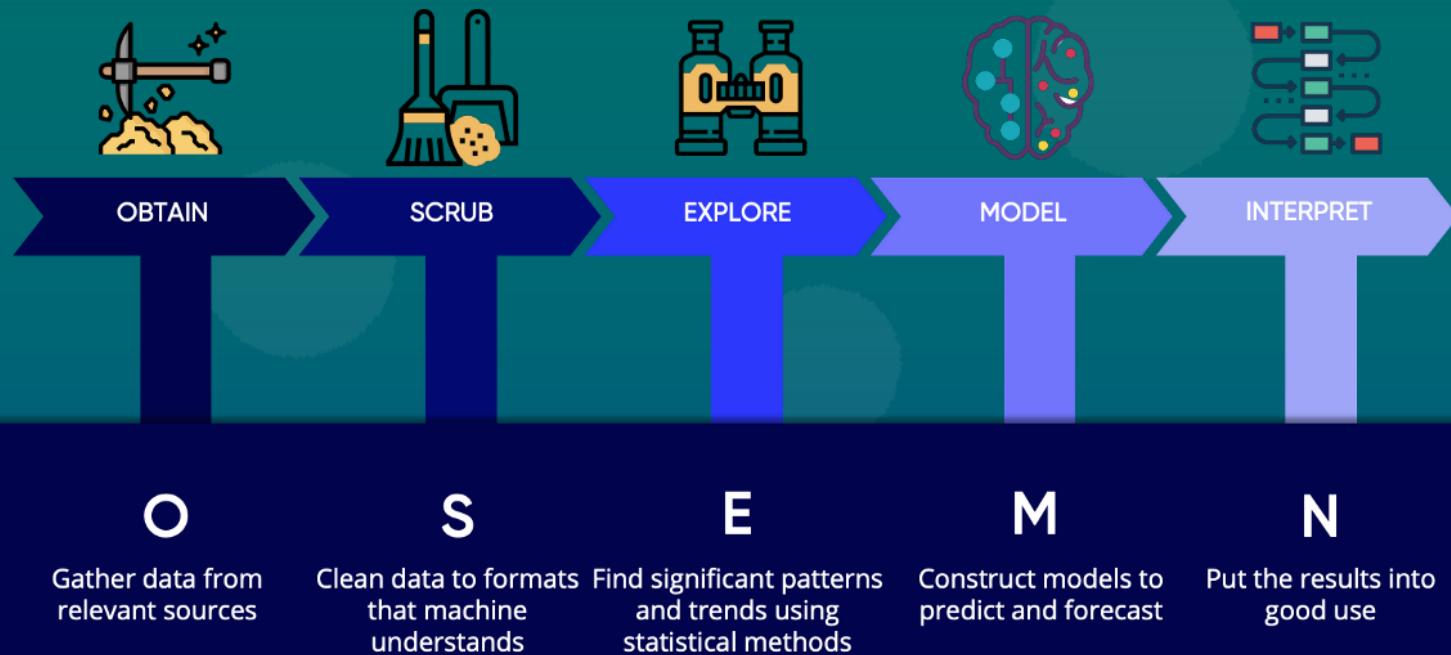 OBTAIN
SCRUB
EXPLORE
MODEL
INTERPRET
O
S
E
M
N
Gather data from
relevant sources
Clean data to formats
that machine
understands
Find significant patterns
and trends using
statistical methods
Construct models to
predict and forecast
Put the results into
good use